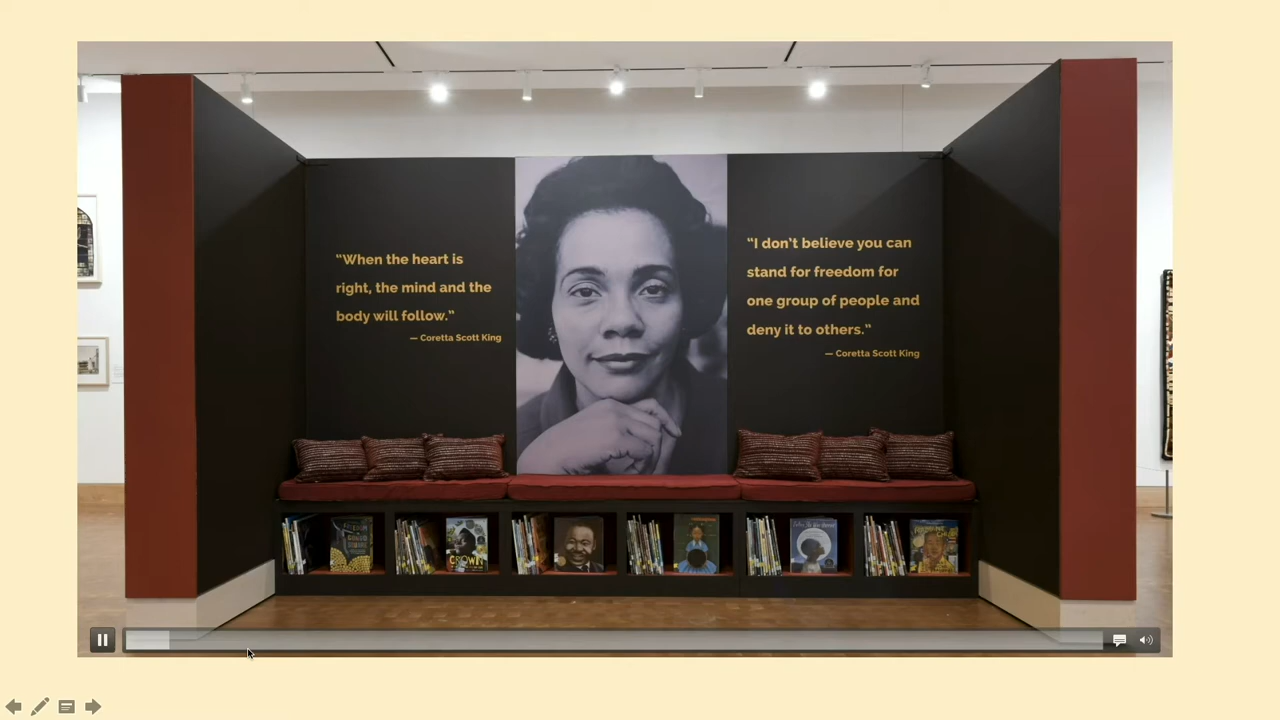 “When the heart is
right, the mind and the
body will follow.”
— Coretta Scott King
“I don’t believe you can
stand for freedom for
one group of people and
deny it to others.”
— Coretta Scott King
CROWN